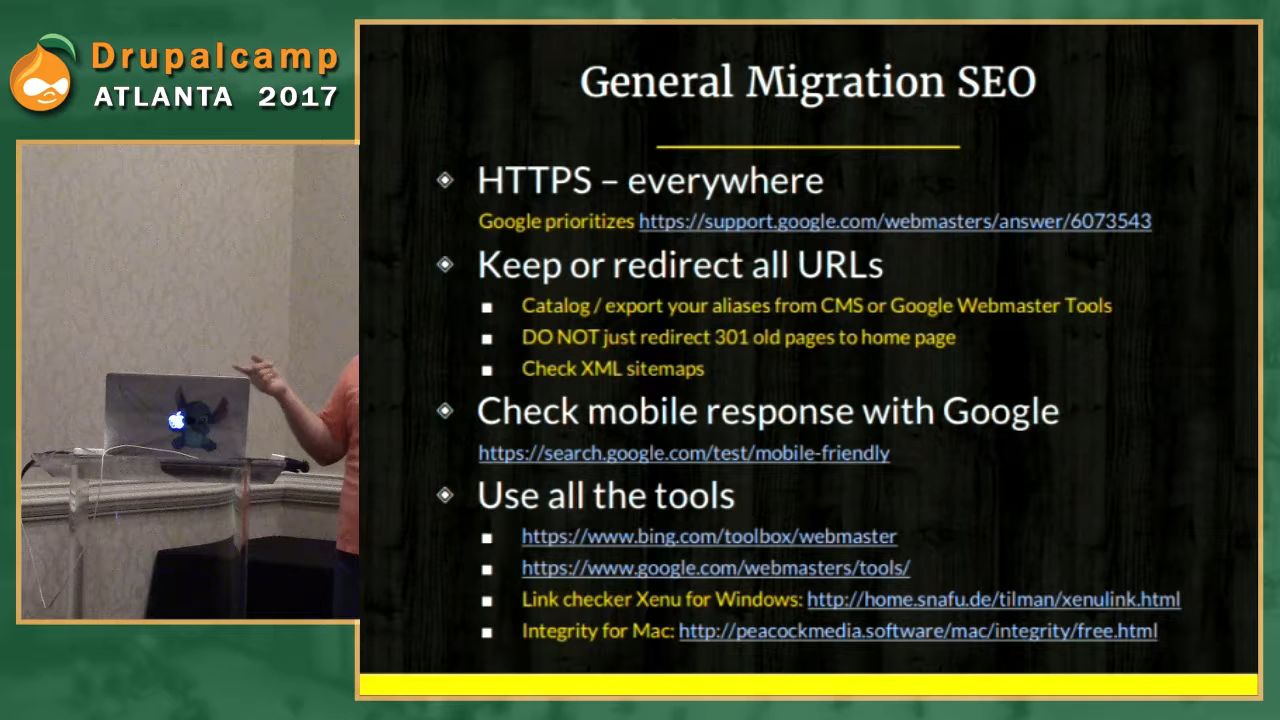 Drupalcamp
ATLANTA 2017
General Migration SEO
HTTPS – everywhere
Google prioritizes https://support.google.com/webmasters/answer/6073543
Keep or redirect all URLs
Catalog / export your aliases from CMS or Google Webmaster Tools
DO NOT just redirect 301 old pages to home page
Check XML sitemaps
Check mobile response with Google
https://search.google.com/test/mobile-friendly
Use all the tools
https://www.bing.com/toolbox/webmaster
https://www.google.com/webmasters/tools/
Link checker Xenu for Windows: http://home.snafu.de/tilman/xenulink.html
Integrity for Mac: http://peacockmedia.software/mac/integrity/free.html